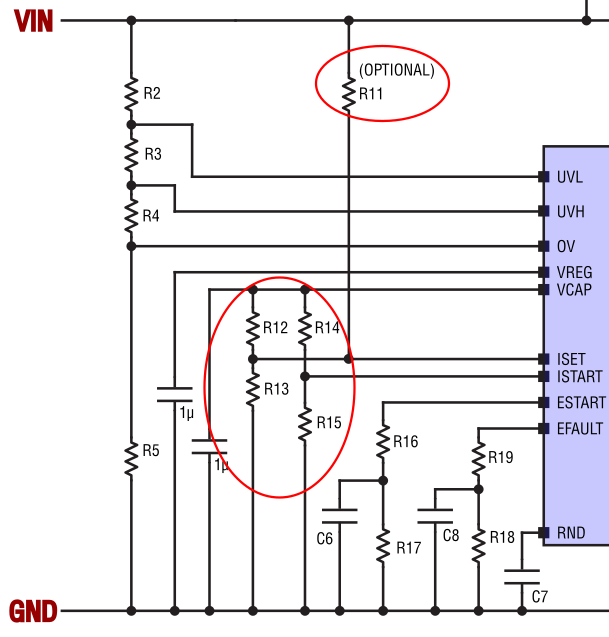 VIN
(OPTIONAL)
R2
R11
R3
UVL
R4
UVH
OV
VREG
VCAP
R12
R14
ISET
ISTART
R13
ESTART
1µ
R15
EFAULT
R16
R5
1µ
R19
RND
C6
R17
C8
R18
C7
GND